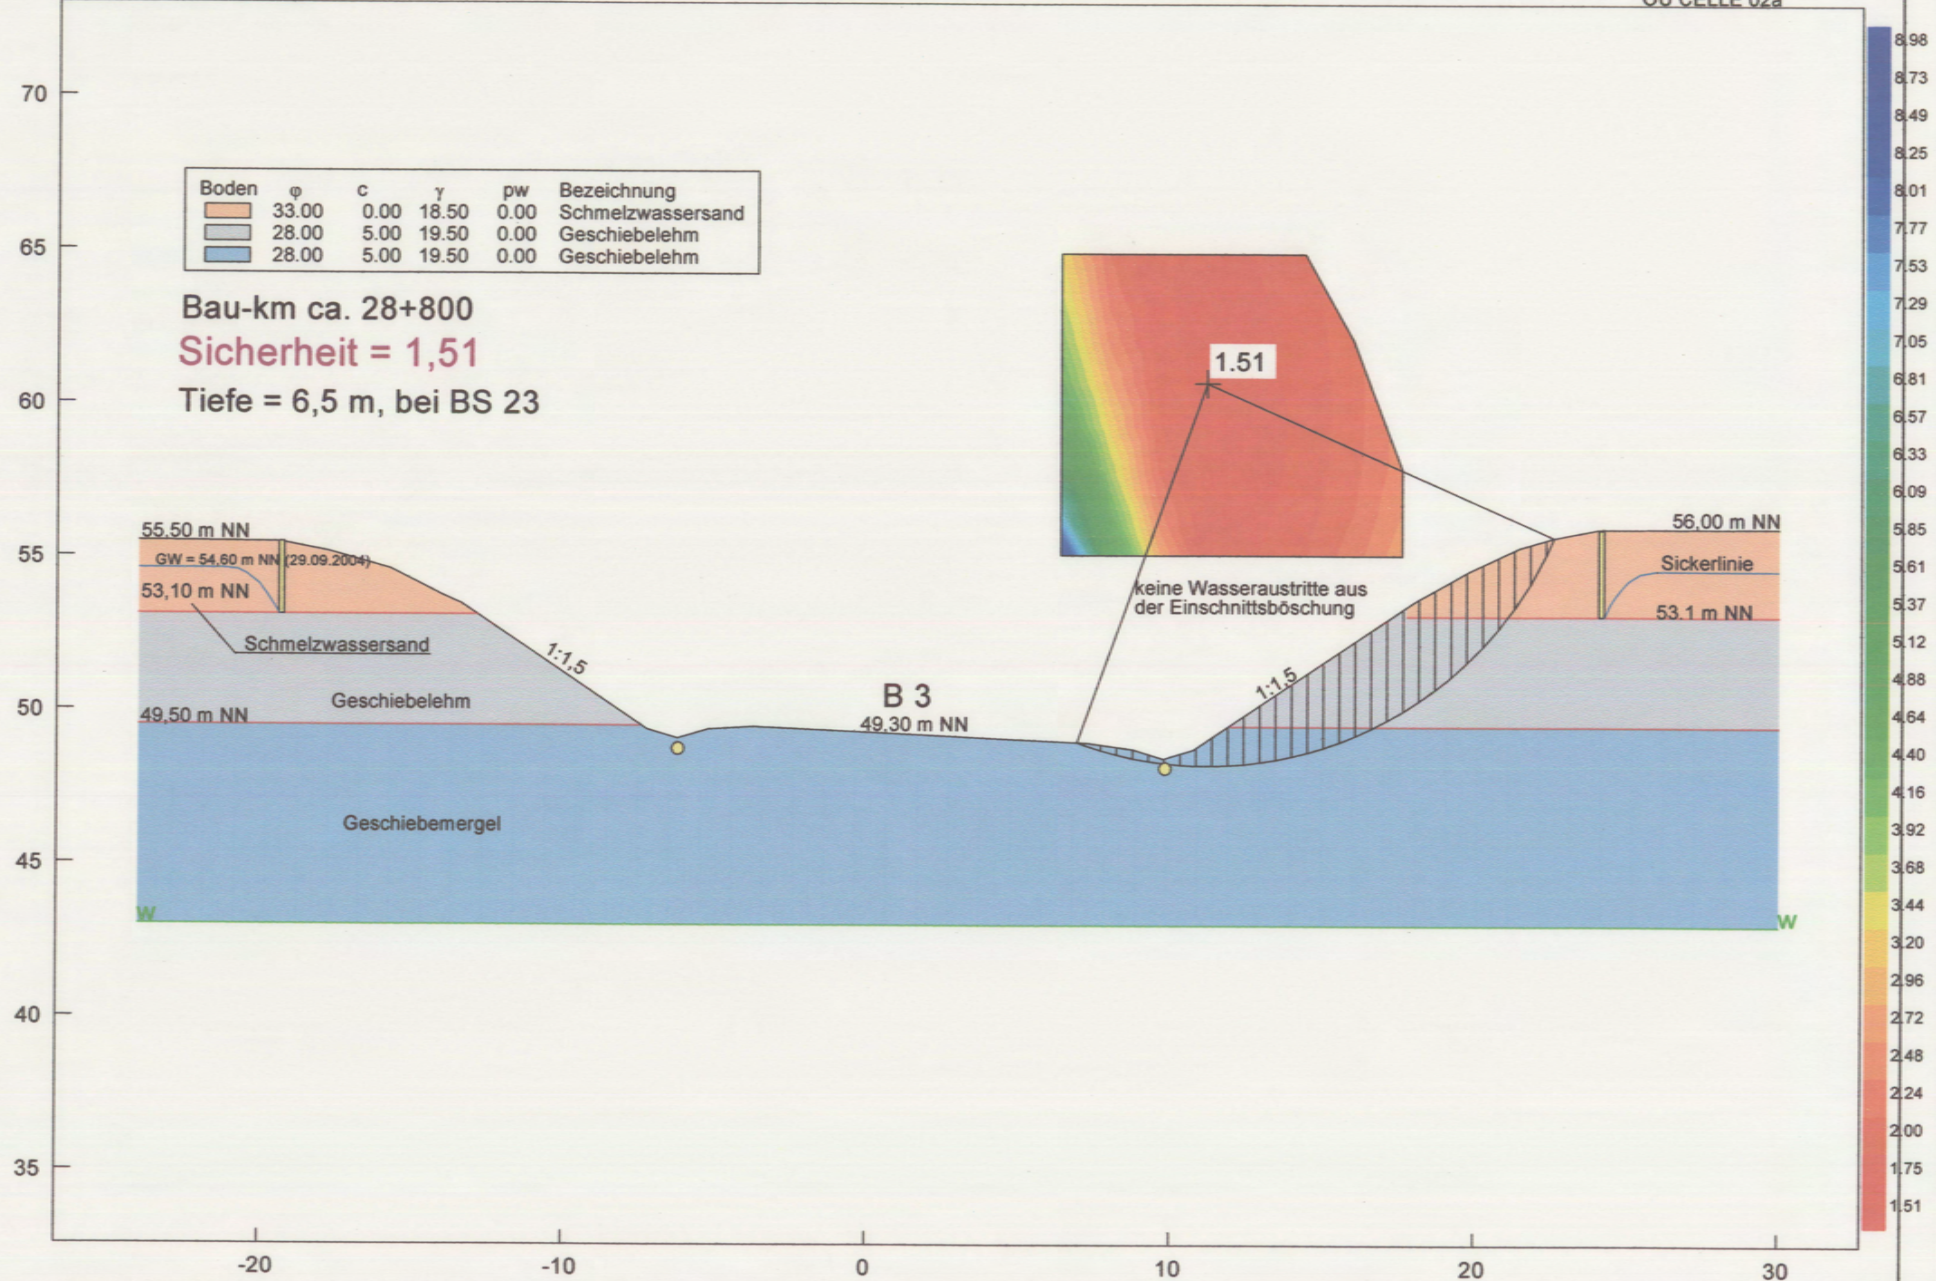 OU CELLE 02a
70
65
60
55
50
45
40
35
Boden φ c γ pw Bezeichnung
33.00 0.00 18.50 0.00 Schmelzwassersand
28.00 5.00 19.50 0.00 Geschiebelehm
28.00 5.00 19.50 0.00 Geschiebelehm
Bau-km ca. 28+800
Sicherheit = 1,51
Tiefe = 6,5 m, bei BS 23
1.51
55.50 m NN
GW = 54,60 m NN (29.09.2004)
53,10 m NN
Schmelzwassersand
Geschiebelehm
49,50 m NN
Geschiebemergel
1:1,5
B 3
49.30 m NN
keine Wasseraustritte aus
der Einschnittsböschung
1:1,5
56,00 m NN
Sickerlinie
53.1 m NN
W
W
-20 -10 0 10 20 30
8.98
8.73
8.49
8.25
8.01
7.77
7.53
7.29
7.05
6.81
6.57
6.33
6.09
5.85
5.61
5.37
5.12
4.88
4.64
4.40
4.16
3.92
3.68
3.44
3.20
2.96
2.72
2.48
2.24
2.00
1.75
1.51